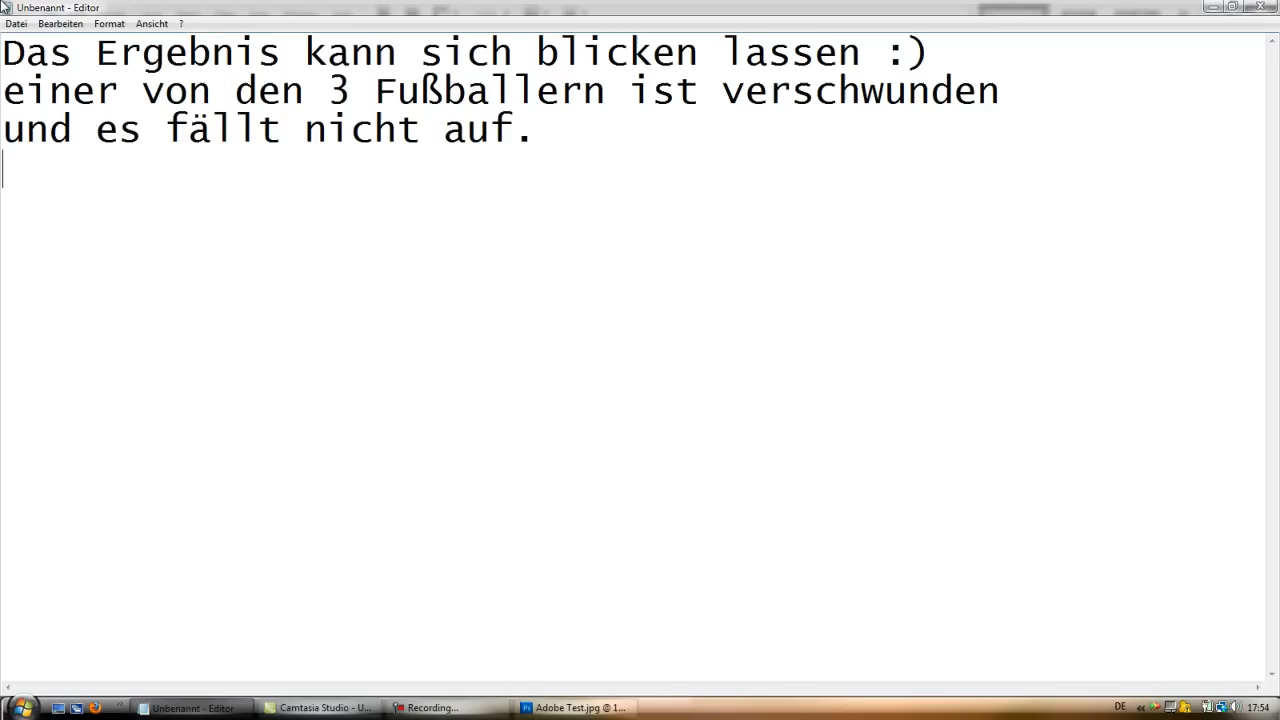 Unbenannt - Editor
Datei Bearbeiten Format Ansicht ?
Das Ergebnis kann sich blicken lassen :)
einer von den 3 Fußballern ist verschwunden
und es fällt nicht auf.
Unbenannt - Editor Camtasia Studio - U... Recording... Adobe Test.jpg @ 1... DE 17:54